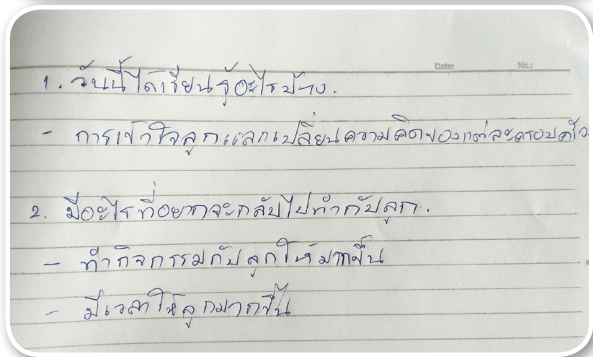 Date: No.:
1. วันนี้ได้เรียนรู้อะไรบ้าง.
- การเข้าใจลูกแลกเปลี่ยนความคิดของแต่ละครอบครัว
2. มีอะไรที่อยากจะกลับไปทำกับลูก.
- ทำกิจกรรมกับลูกให้มากขึ้น
- มีเวลาให้ลูกมากขึ้น